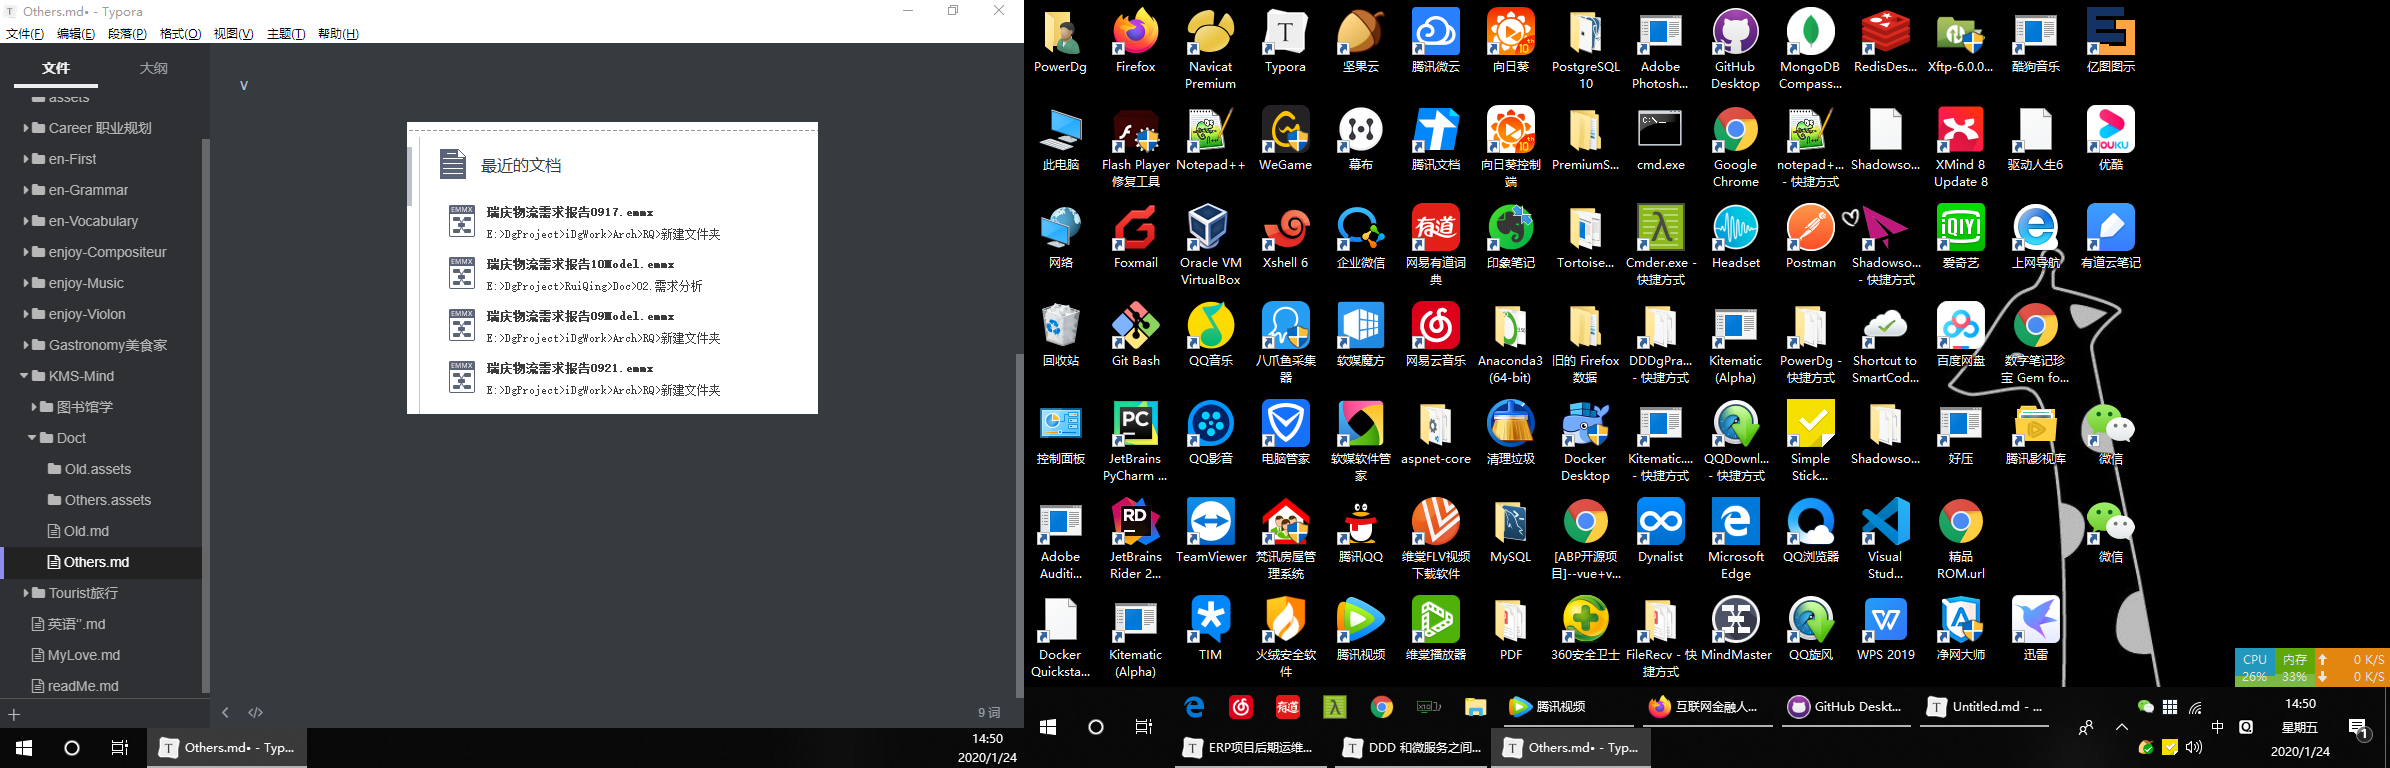 Others.md• - Typora
文件(F) 编辑(E) 段落(P) 格式(O) 视图(V) 主题(T) 帮助(H)
文件 大纲
assets
Career 职业规划
en-First
en-Grammar
en-Vocabulary
enjoy-Compositeur
enjoy-Music
enjoy-Violon
Gastronomy美食家
KMS-Mind
图书馆学
Doct
Old.assets
Others.assets
Old.md
Others.md
Tourist旅行
英语“.md
MyLove.md
readMe.md
v
最近的文档
瑞庆物流需求报告0917.emmx
E:>DgProject>iDgWork>Arch>RQ>新建文件夹
瑞庆物流需求报告10Model.emmx
E:>DgProject>RuiQing>Doc>02.需求分析
瑞庆物流需求报告09Model.emmx
E:>DgProject>iDgWork>Arch>RQ>新建文件夹
瑞庆物流需求报告0921.emmx
E:>DgProject>iDgWork>Arch>RQ>新建文件夹
9 词
Others.md• - Typ...
14:50
2020/1/24
PowerDg Firefox Navicat Premium Typora 坚果云 腾讯微云 向日葵 PostgreSQL 10 Adobe Photosh... GitHub Desktop MongoDB Compass... RedisDes... Xftp-6.0.0... 酷狗音乐 亿图图示
此电脑 Flash Player 修复工具 Notepad++ WeGame 幕布 腾讯文档 向日葵控制端 PremiumS... cmd.exe Google Chrome notepad+... - 快捷方式 Shadowso... XMind 8 Update 8 驱动人生6 优酷
网络 Foxmail Oracle VM VirtualBox Xshell 6 企业微信 网易有道词典 印象笔记 Tortoise... Cmder.exe - 快捷方式 Headset Postman Shadowso... - 快捷方式 爱奇艺 上网导航 有道云笔记
回收站 Git Bash QQ音乐 八爪鱼采集器 软媒魔方 网易云音乐 Anaconda3 (64-bit) 旧的 Firefox 数据 DDDgPra... - 快捷方式 Kitematic (Alpha) PowerDg - 快捷方式 Shortcut to SmartCod... 百度网盘 数字笔记珍宝 Gem fo...
控制面板 JetBrains PyCharm ... QQ影音 电脑管家 软媒软件管家 aspnet-core 清理垃圾 Docker Desktop Kitematic.... - 快捷方式 QQDownl... - 快捷方式 Simple Stick... Shadowso... 好压 腾讯影视库 微信
Adobe Auditi... JetBrains Rider 2... TeamViewer 梵讯房屋管理系统 腾讯QQ 维棠FLV视频下载软件 MySQL [ABP开源项目]--vue+v... Dynalist Microsoft Edge QQ浏览器 Visual Stud... 精品 ROM.url 微信
Docker Quicksta... Kitematic (Alpha) TIM 火绒安全软件 腾讯视频 维棠播放器 PDF 360安全卫士 FileRecv - 快捷方式 MindMaster QQ旋风 WPS 2019 净网大师 迅雷
CPU 内存 0 K/S
26% 33% 0 K/S
腾讯视频 互联网金融人... GitHub Deskt... Untitled.md - ...
ERP项目后期运维... DDD 和微服务之间... Others.md• - Typ...
中
14:50
星期五
2020/1/24
1